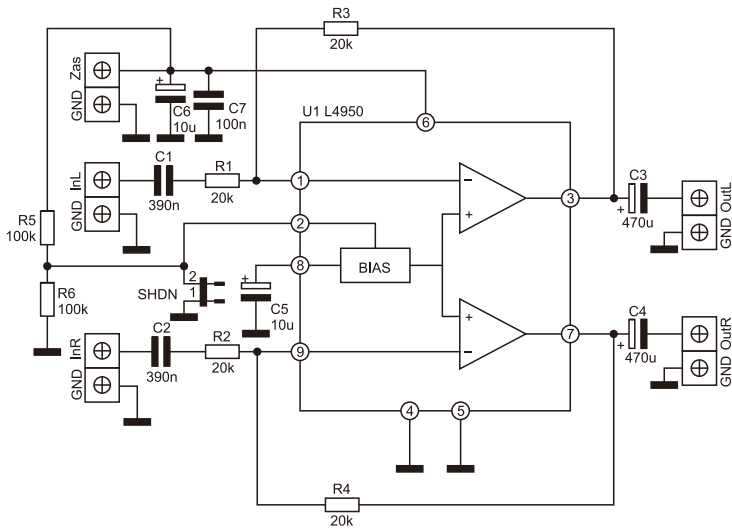 R3
20k
Zas
GND
+
C6
10u
C7
100n
U1 L4950
6
InL
GND
C1
390n
R1
20k
1
−
+
3
C3
+
470u
OutL
GND
R5
100k
2
8
BIAS
R6
100k
2
1
SHDN
+
C5
10u
InR
GND
C2
390n
R2
20k
9
+
−
7
C4
+
470u
OutR
GND
4
5
R4
20k